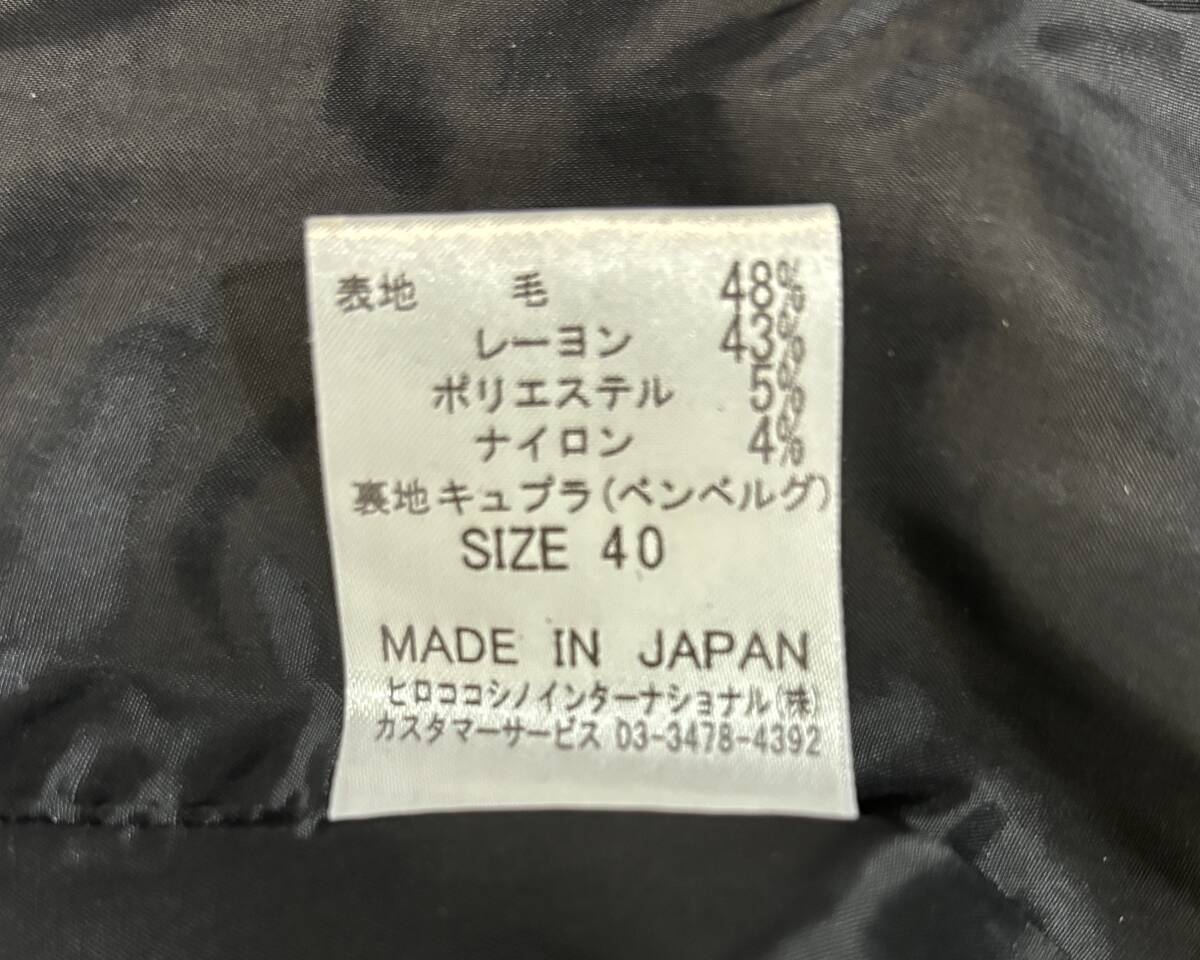 表地 毛 48%
レーヨン 43%
ポリエステル 5%
ナイロン 4%
裏地キュプラ(ベンベルグ)
SIZE 40
MADE IN JAPAN
ヒロココシノインターナショナル(株)
カスタマーサービス 03-3478-4392